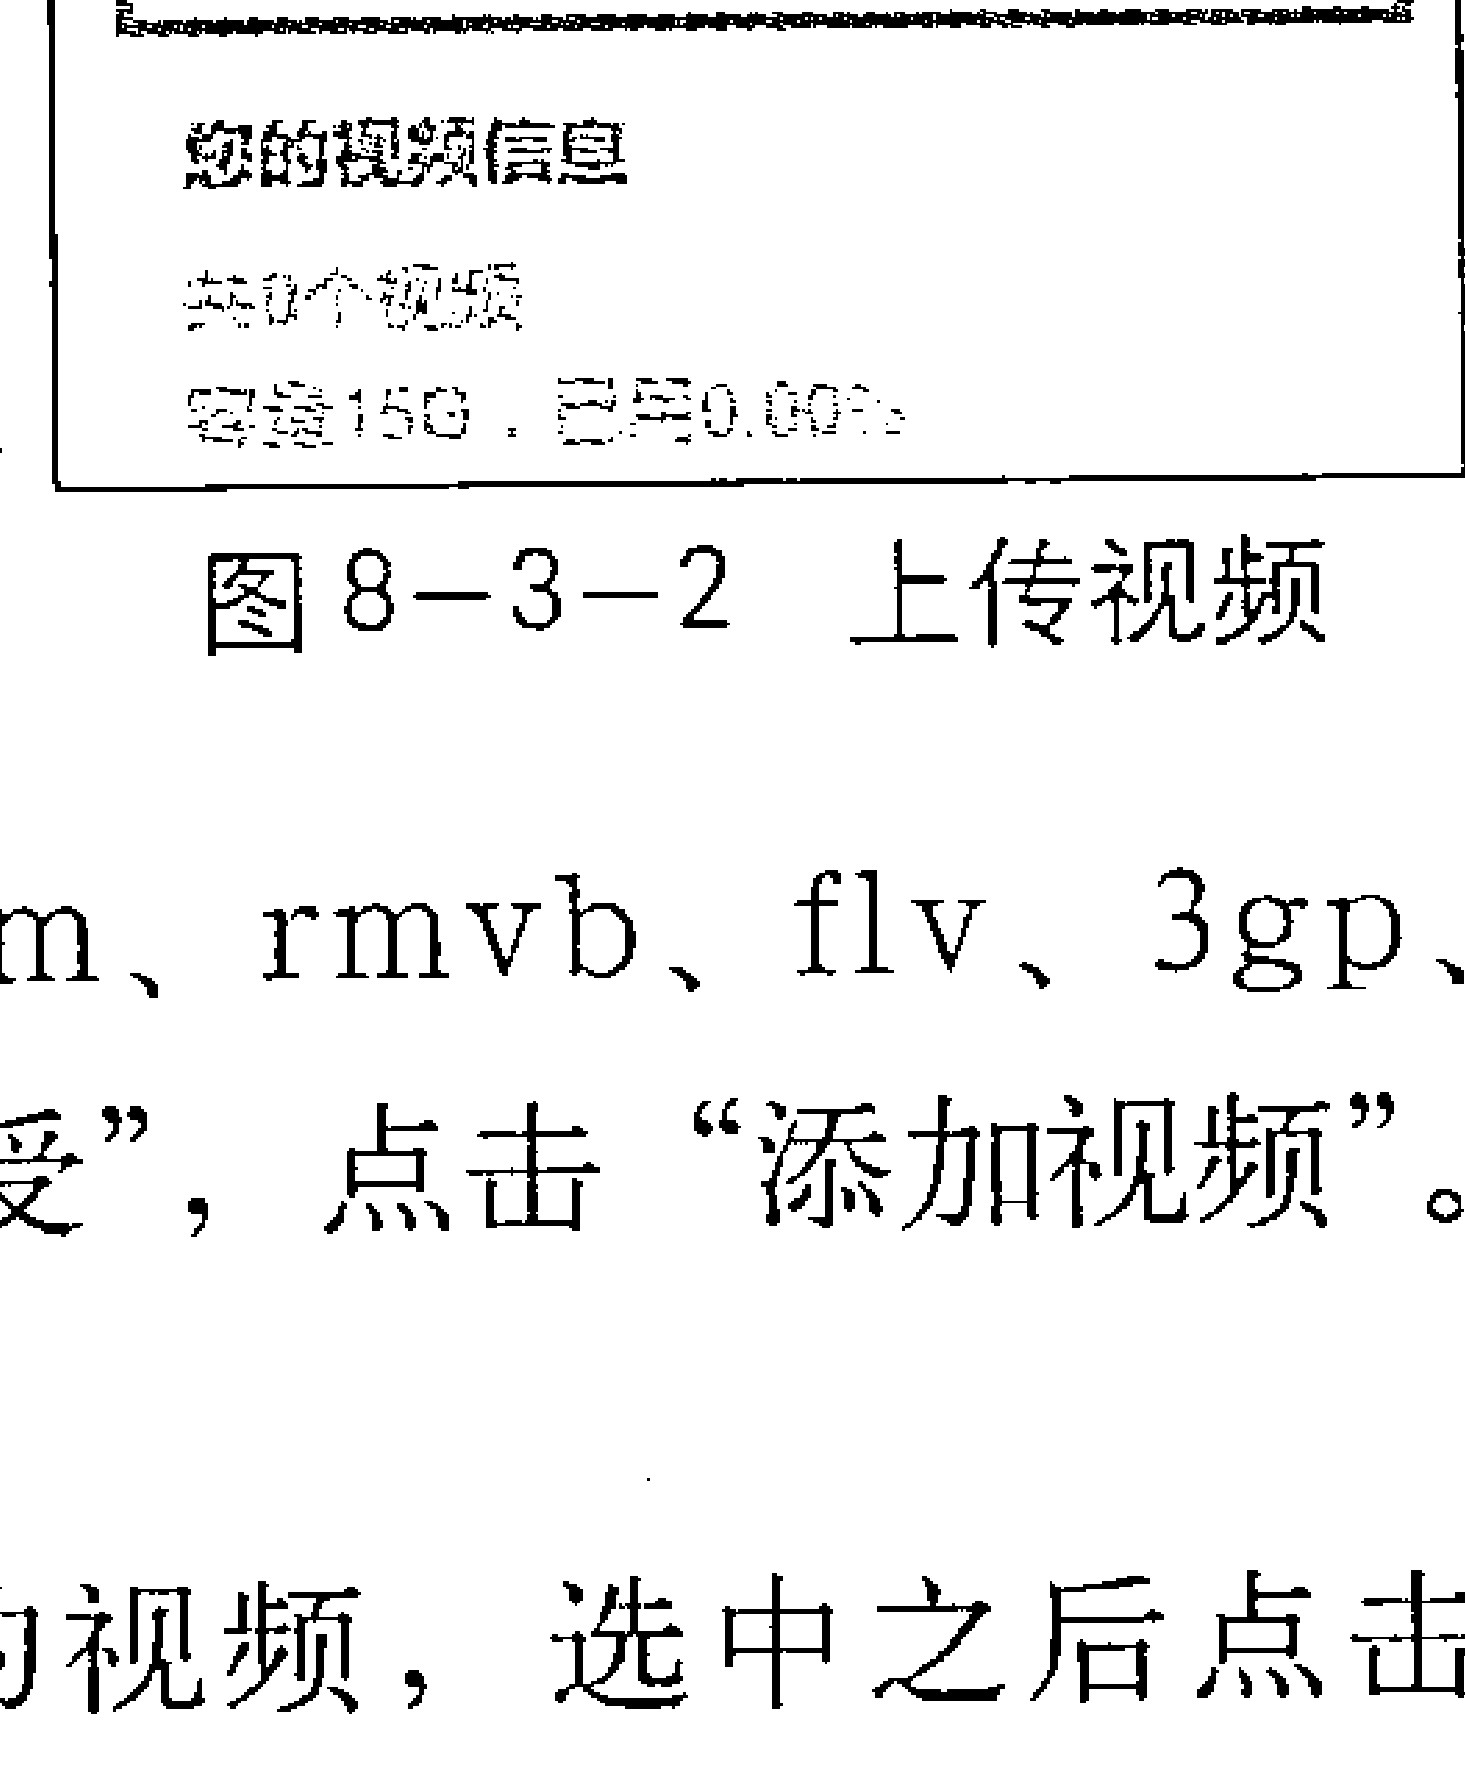 您的视频信息
共0个视频
容量15G，已用0.00%
图8-3-2 上传视频
m、rmvb、flv、3gp、
受”，点击“添加视频”。
的视频，选中之后点击